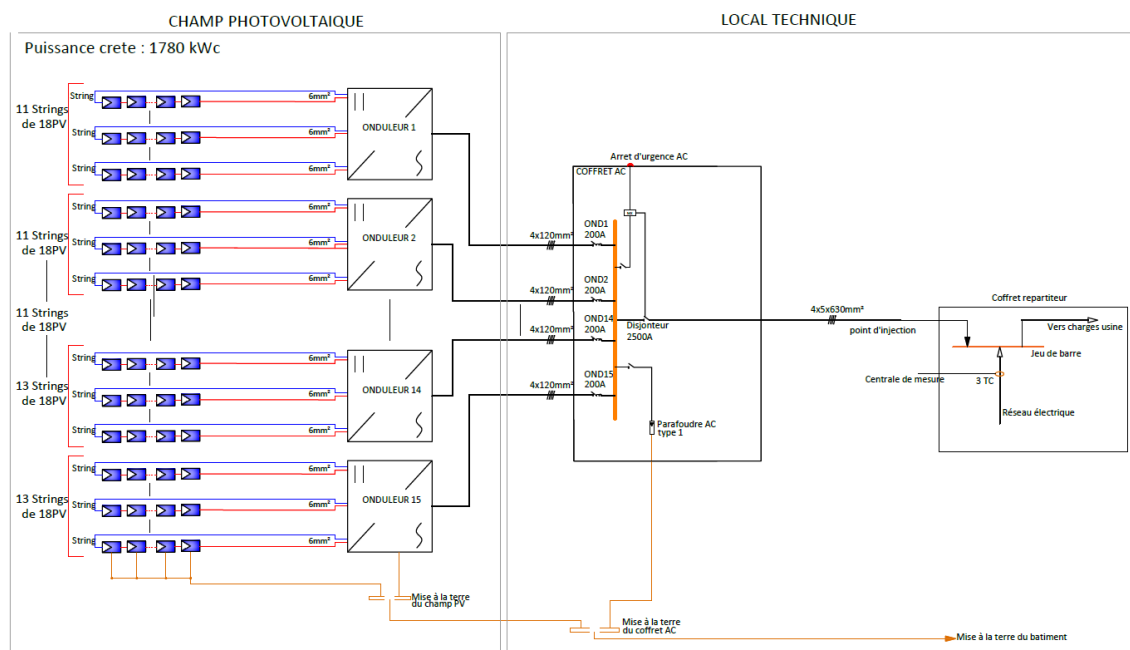 CHAMP PHOTOVOLTAIQUE
LOCAL TECHNIQUE
Puissance crete : 1780 kWc
11 Strings
de 18PV
String
6mm²
String
6mm²
String
6mm²
ONDULEUR 1
11 Strings
de 18PV
String
6mm²
String
6mm²
String
6mm²
ONDULEUR 2
11 Strings
de 18PV
13 Strings
de 18PV
String
6mm²
String
6mm²
String
6mm²
ONDULEUR 14
13 Strings
de 18PV
String
6mm²
String
6mm²
String
6mm²
ONDULEUR 15
Mise à la terre
du champ PV
Arret d'urgence AC
COFFRET AC
4x120mm²
OND1
200A
4x120mm²
OND2
200A
4x120mm²
OND14
200A
4x120mm²
OND15
200A
Disjonteur
2500A
Parafoudre AC
type 1
4x5x630mm²
point d'injection
Coffret repartiteur
Vers charges usine
Jeu de barre
Centrale de mesure
3 TC
Réseau électrique
Mise à la terre
du coffret AC
Mise à la terre du batiment